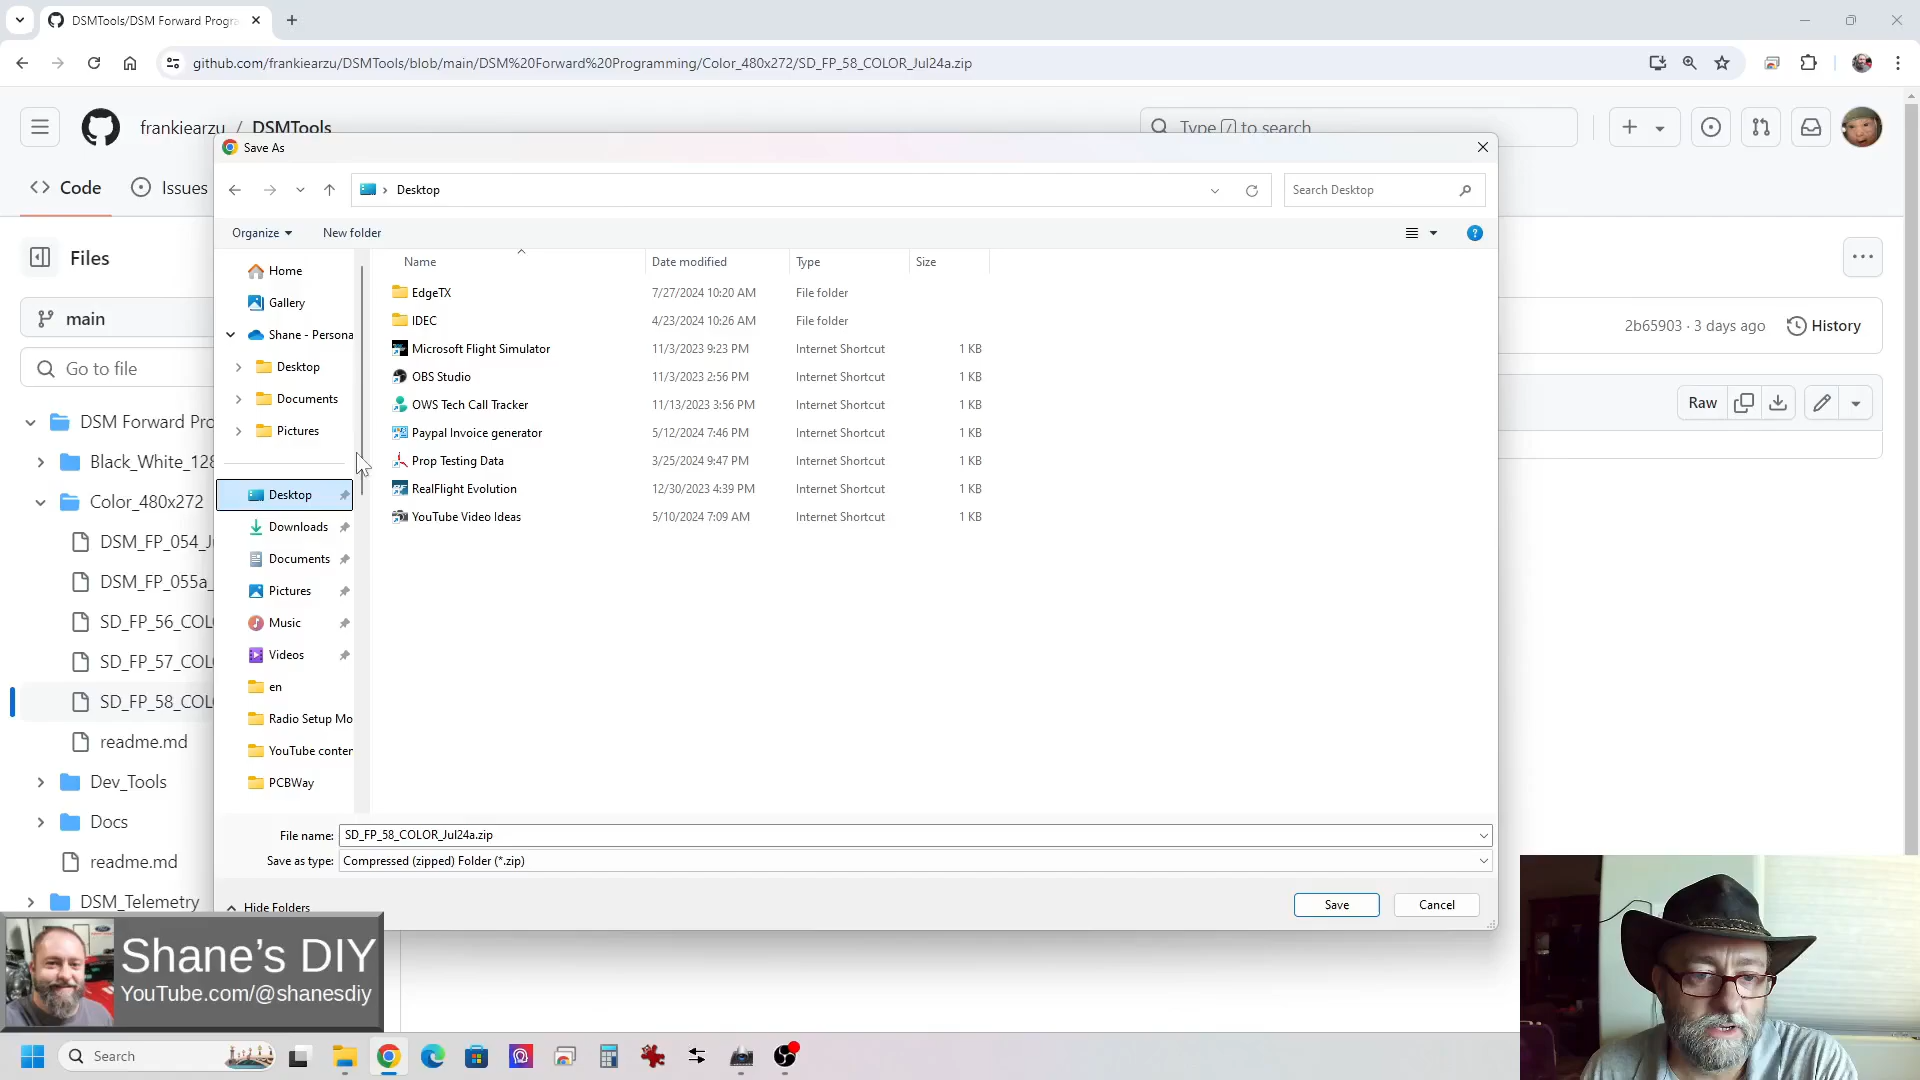 DSMTools/DSM Forward Progra
github.com/frankiearzu/DSMTools/blob/main/DSM%20Forward%20Programming/Color_480x272/SD_FP_58_COLOR_Jul24a.zip
frankiearzu / DSMTools
Type / to search
Code
Issues
Save As
Desktop
Search Desktop
Organize
New folder
Files
main
Go to file
DSM Forward Pro
Black_White_128
Color_480x272
DSM_FP_054_J
DSM_FP_055a_
SD_FP_56_COL
SD_FP_57_COL
SD_FP_58_COL
readme.md
Dev_Tools
Docs
readme.md
DSM_Telemetry
Home
Gallery
Shane - Persona
Desktop
Documents
Pictures
Desktop
Downloads
Documents
Pictures
Music
Videos
en
Radio Setup Mo
YouTube conter
PCBWay
Name Date modified Type Size
EdgeTX 7/27/2024 10:20 AM File folder
IDEC 4/23/2024 10:26 AM File folder
Microsoft Flight Simulator 11/3/2023 9:23 PM Internet Shortcut 1 KB
OBS Studio 11/3/2023 2:56 PM Internet Shortcut 1 KB
OWS Tech Call Tracker 11/13/2023 3:56 PM Internet Shortcut 1 KB
Paypal Invoice generator 5/12/2024 7:46 PM Internet Shortcut 1 KB
Prop Testing Data 3/25/2024 9:47 PM Internet Shortcut 1 KB
RealFlight Evolution 12/30/2023 4:39 PM Internet Shortcut 1 KB
YouTube Video Ideas 5/10/2024 7:09 AM Internet Shortcut 1 KB
2b65903 · 3 days ago
History
Raw
File name: SD_FP_58_COLOR_Jul24a.zip
Save as type: Compressed (zipped) Folder (*.zip)
Hide Folders
Save
Cancel
Shane's DIY
YouTube.com/@shanesdiy
Search